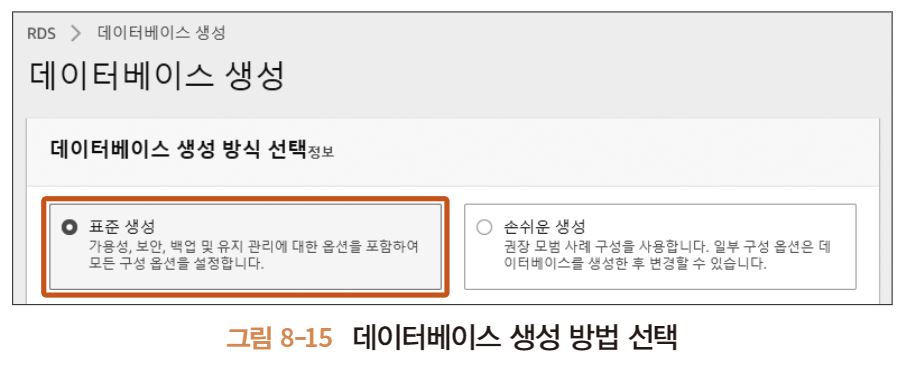 RDS > 데이터베이스 생성
데이터베이스 생성
데이터베이스 생성 방식 선택정보
표준 생성
가용성, 보안, 백업 및 유지 관리에 대한 옵션을 포함하여
모든 구성 옵션을 설정합니다.
손쉬운 생성
권장 모범 사례 구성을 사용합니다. 일부 구성 옵션은 데
이터베이스를 생성한 후 변경할 수 있습니다.
그림 8-15 데이터베이스 생성 방법 선택